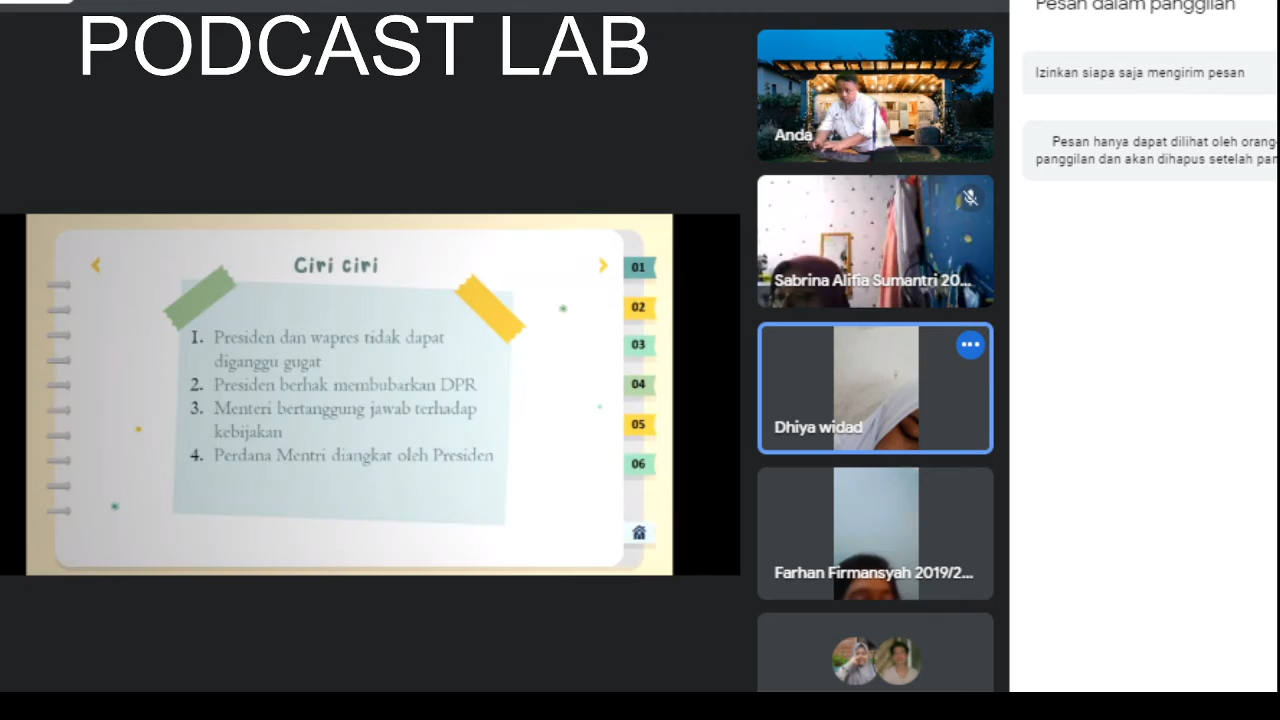 Pesan dalam panggilan
PODCAST LAB
Izinkan siapa saja mengirim pesan
Anda
Pesan hanya dapat dilihat oleh orang-
panggilan dan akan dihapus setelah pan
Sabrina Alifia Sumantri 20...
Ciri ciri
01
02
03
04
05
06
1. Presiden dan wapres tidak dapat
diganggu gugat
2. Presiden berhak membubarkan DPR
3. Menteri bertanggung jawab terhadap
kebijakan
4. Perdana Mentri diangkat oleh Presiden
Dhiya widad
Farhan Firmansyah 2019/2...